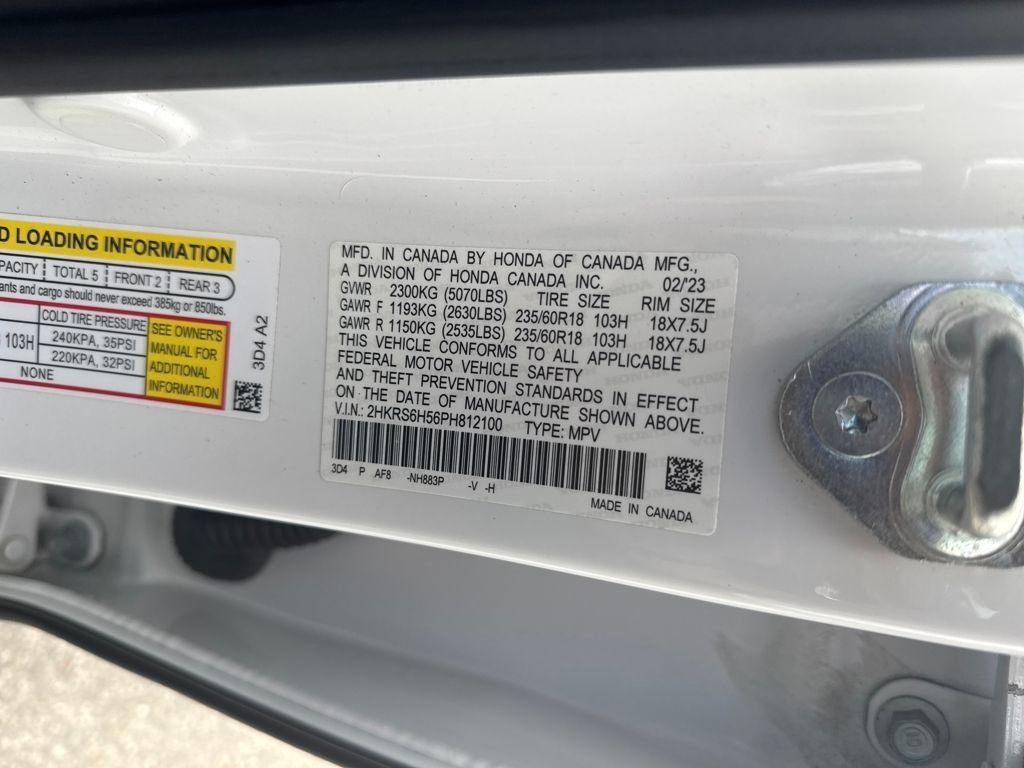 D LOADING INFORMATION
PACITY TOTAL 5 FRONT 2 REAR 3
ants and cargo should never exceed 385kg or 850lbs.
COLD TIRE PRESSURE
103H 240KPA, 35PSI
220KPA, 32PSI
NONE
SEE OWNER'S
MANUAL FOR
ADDITIONAL
INFORMATION
3D4 A2
MFD. IN CANADA BY HONDA OF CANADA MFG.,
A DIVISION OF HONDA CANADA INC. 02/'23
GVWR 2300KG (5070LBS) TIRE SIZE RIM SIZE
GAWR F 1193KG (2630LBS) 235/60R18 103H 18X7.5J
GAWR R 1150KG (2535LBS) 235/60R18 103H 18X7.5J
THIS VEHICLE CONFORMS TO ALL APPLICABLE
FEDERAL MOTOR VEHICLE SAFETY
AND THEFT PREVENTION STANDARDS IN EFFECT
ON THE DATE OF MANUFACTURE SHOWN ABOVE.
V.I.N.: 2HKRS6H56PH812100 TYPE: MPV
3D4 P AF8 -NH883P -V -H
MADE IN CANADA